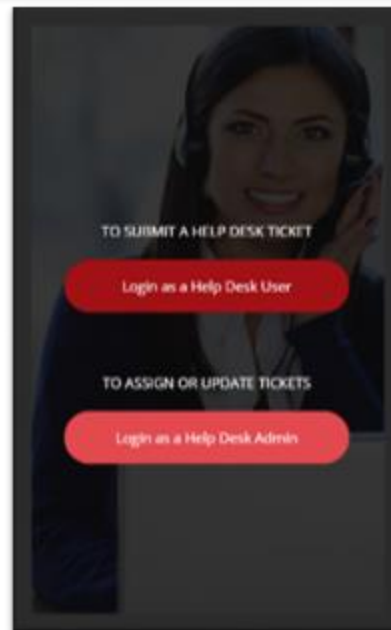 TO SUBMIT A HELP DESK TICKET
Login as a Help Desk User
TO ASSIGN OR UPDATE TICKETS
Login as a Help Desk Admin